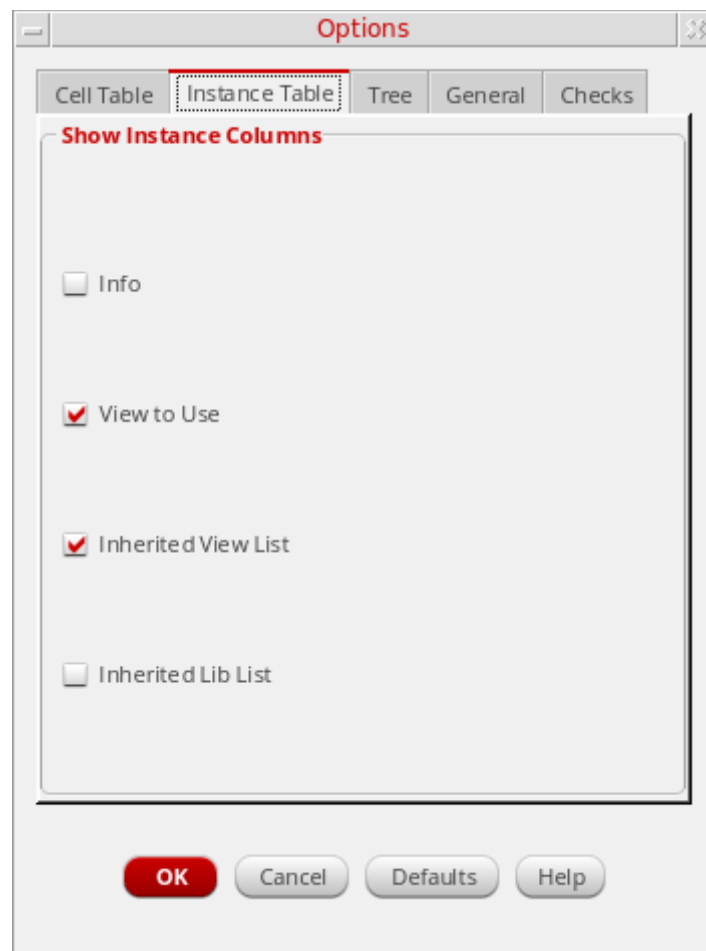 Options
Cell Table Instance Table Tree General Checks
Show Instance Columns
Info
View to Use
Inherited View List
Inherited Lib List
OK Cancel Defaults Help